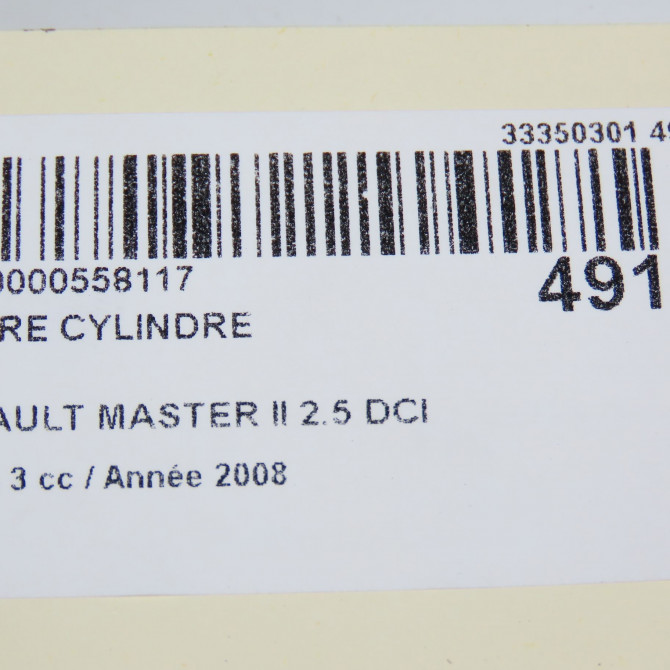 33350301 49
0000558117
491
RE CYLINDRE
AULT MASTER II 2.5 DCI
3 cc / Année 2008